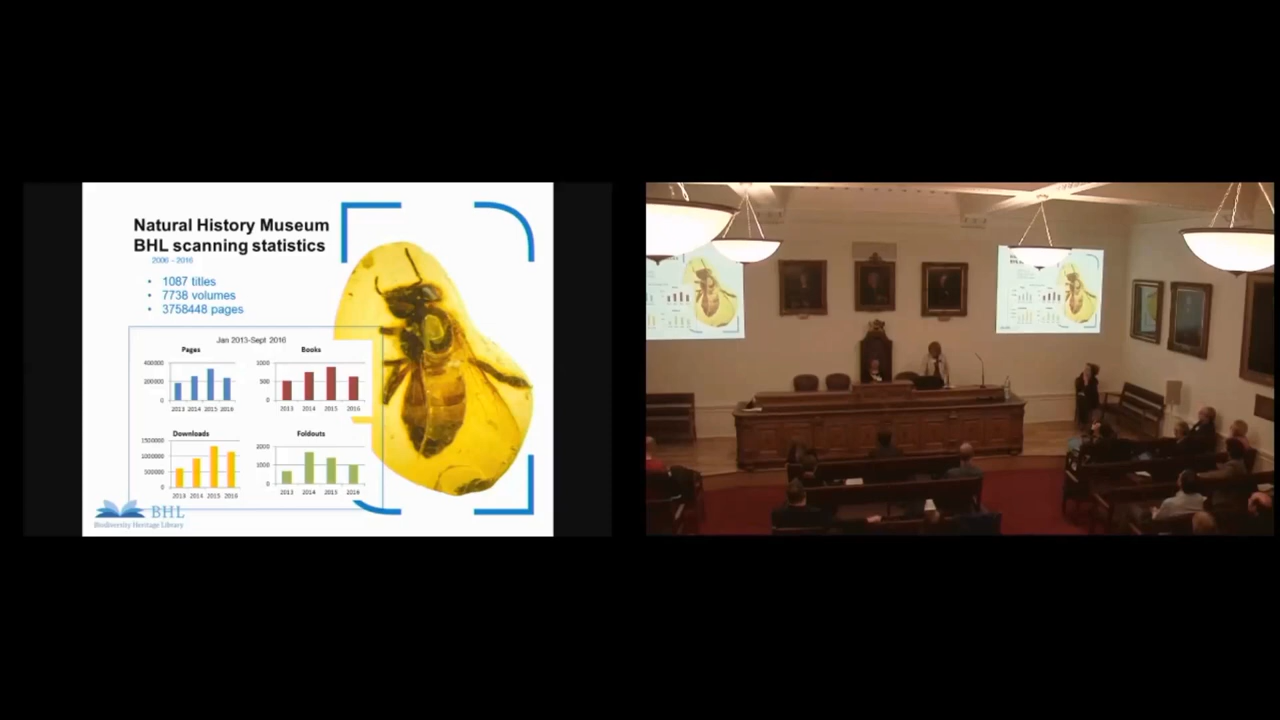 Natural History Museum
BHL scanning statistics
2006 - 2016
• 1087 titles
• 7738 volumes
• 3758448 pages
Jan 2013-Sept 2016
Pages
400000
200000
0
2013 2014 2015 2016
Books
1000
500
0
2013 2014 2015 2016
Downloads
1500000
1000000
500000
0
2013 2014 2015 2016
Foldouts
2000
1000
0
2013 2014 2015 2016
BHL
Biodiversity Heritage Library